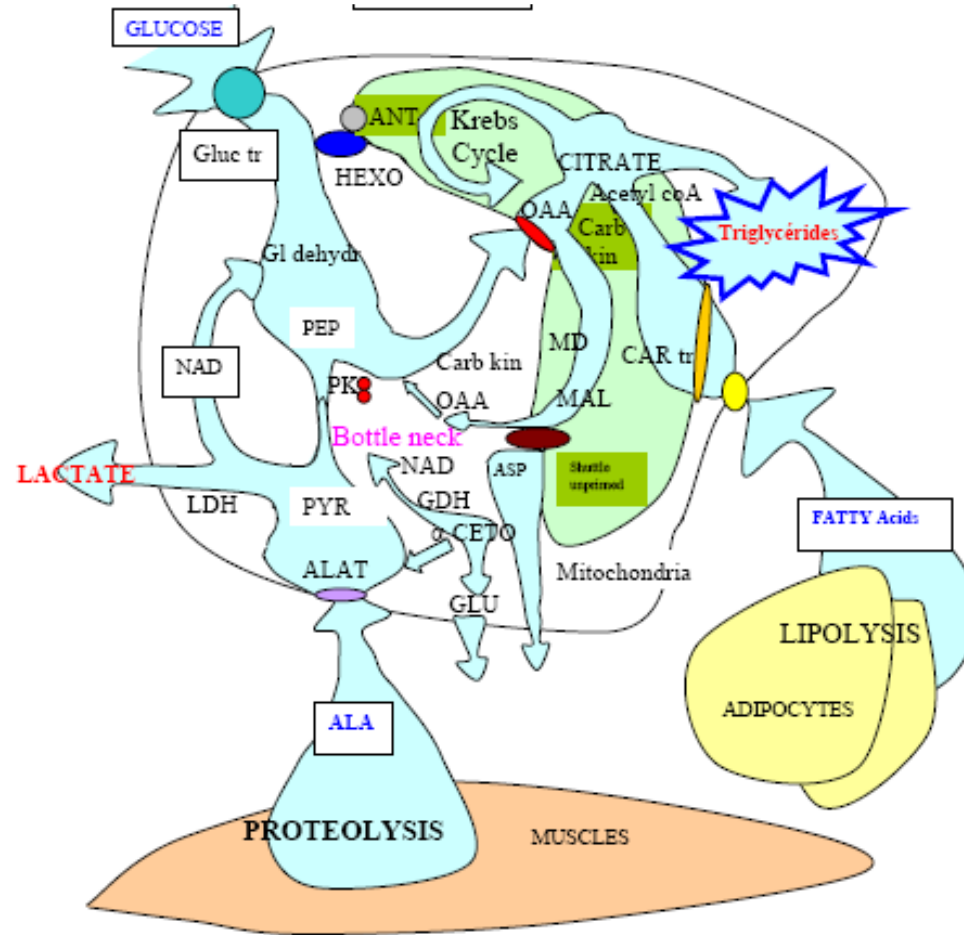 GLUCOSE
ANT
Krebs
Cycle
Gluc tr
HEXO
CITRATE
Acetyl coA
OAA
Carb
kin
Triglycérides
Gl dehydr
PEP
MD
CAR tr
NAD
Carb kin
PK
OAA
MAL
Bottle neck
LACTATE
NAD
ASP
Shuttle
unprimed
LDH
PYR
GDH
α CETO
FATTY Acids
ALAT
Mitochondria
GLU
LIPOLYSIS
ALA
ADIPOCYTES
PROTEOLYSIS
MUSCLES